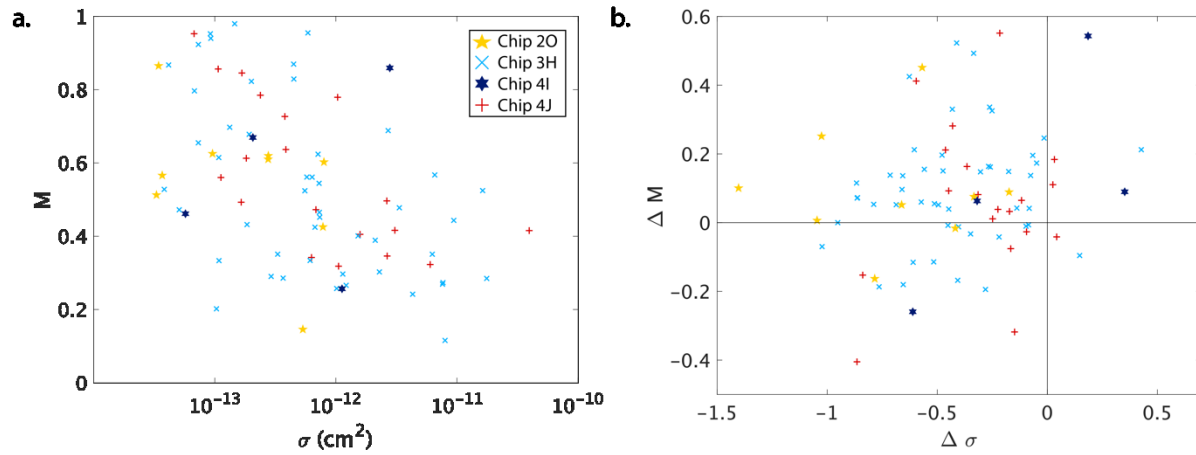 a.
1
0.8
0.6
0.4
0.2
0
M
10⁻¹³
10⁻¹²
10⁻¹¹
10⁻¹⁰
σ (cm²)
Chip 2O
Chip 3H
Chip 4I
Chip 4J
b.
0.6
0.4
0.2
0
-0.2
-0.4
Δ M
-1.5
-1
-0.5
0
0.5
Δ σ